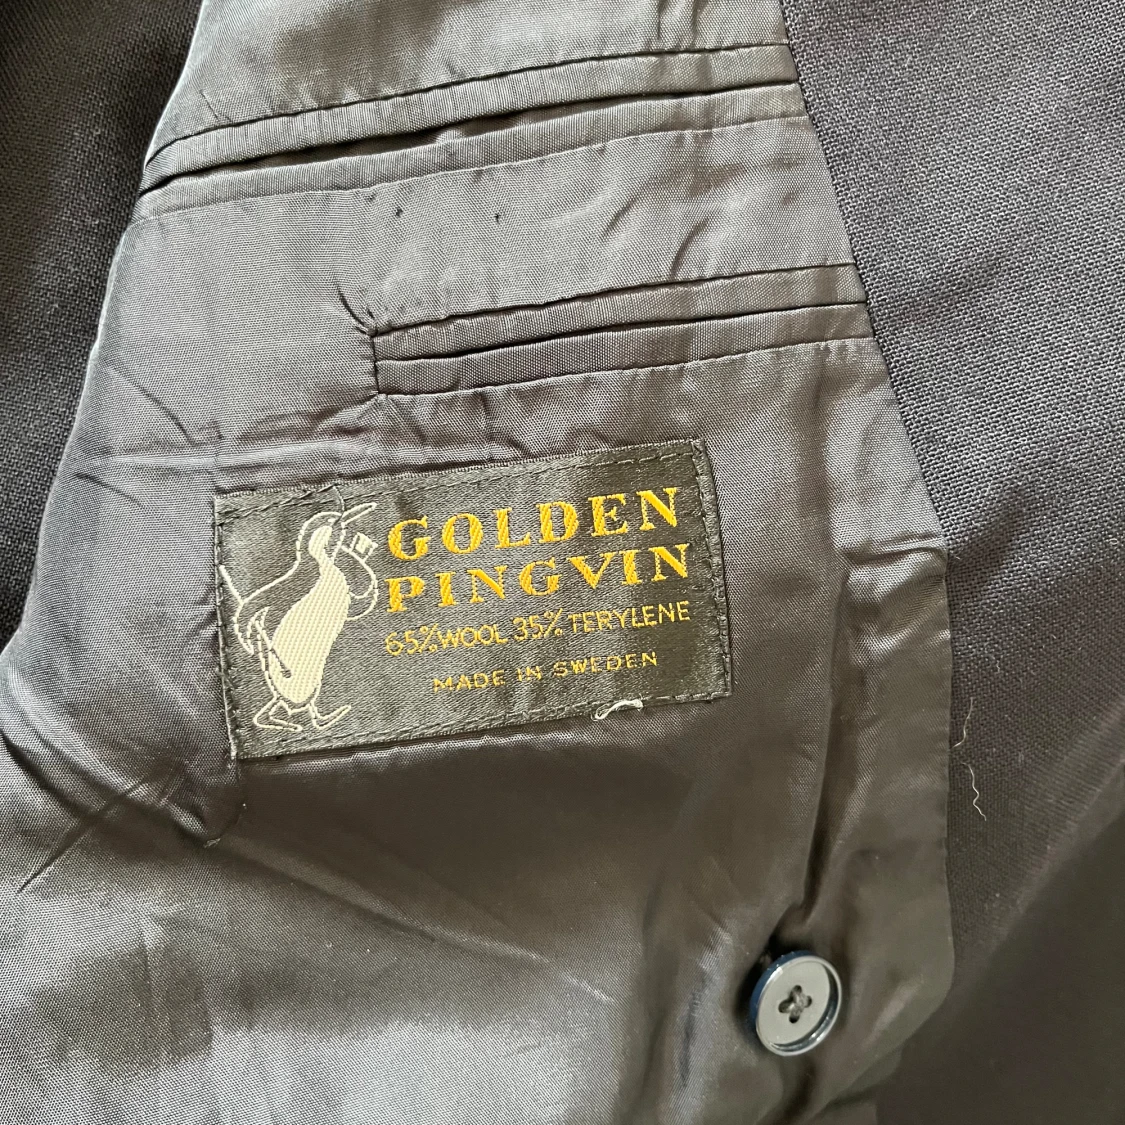 GOLDEN
PINGVIN
65% WOOL 35% TERYLENE
MADE IN SWEDEN